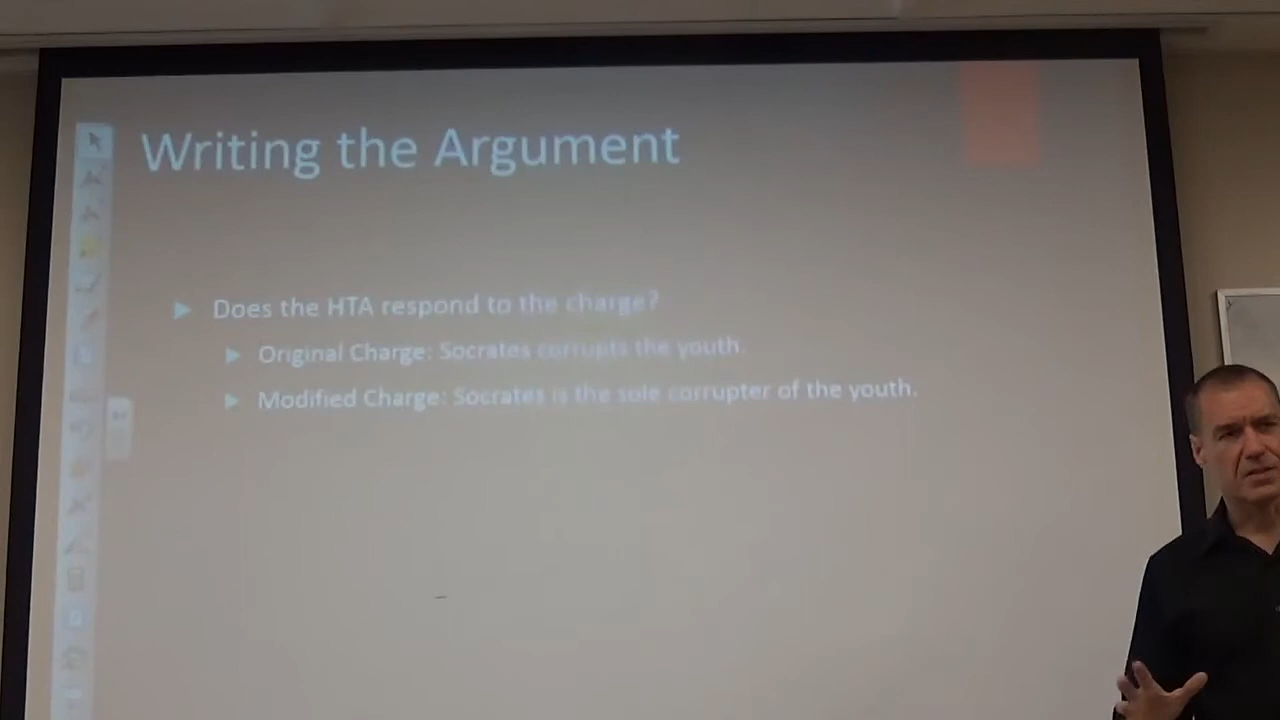 Writing the Argument
Does the HTA respond to the charge?
Original Charge: Socrates corrupts the youth.
Modified Charge: Socrates is the sole corrupter of the youth.